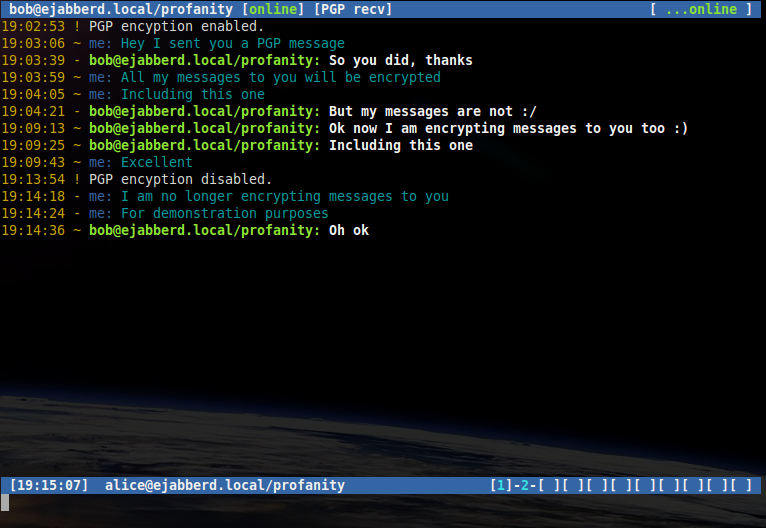 bob@ejabberd.local/profanity [online] [PGP recv] [ ...online ]
19:02:53 ! PGP encyption enabled.
19:03:06 ~ me: Hey I sent you a PGP message
19:03:39 - bob@ejabberd.local/profanity: So you did, thanks
19:03:59 ~ me: All my messages to you will be encrypted
19:04:05 ~ me: Including this one
19:04:21 - bob@ejabberd.local/profanity: But my messages are not :/
19:09:13 ~ bob@ejabberd.local/profanity: Ok now I am encrypting messages to you too :)
19:09:25 ~ bob@ejabberd.local/profanity: Including this one
19:09:43 ~ me: Excellent
19:13:54 ! PGP encyption disabled.
19:14:18 - me: I am no longer encrypting messages to you
19:14:24 - me: For demonstration purposes
19:14:36 ~ bob@ejabberd.local/profanity: Oh ok
[19:15:07] alice@ejabberd.local/profanity [1]-2-[ ][ ][ ][ ][ ][ ][ ][ ][ ]